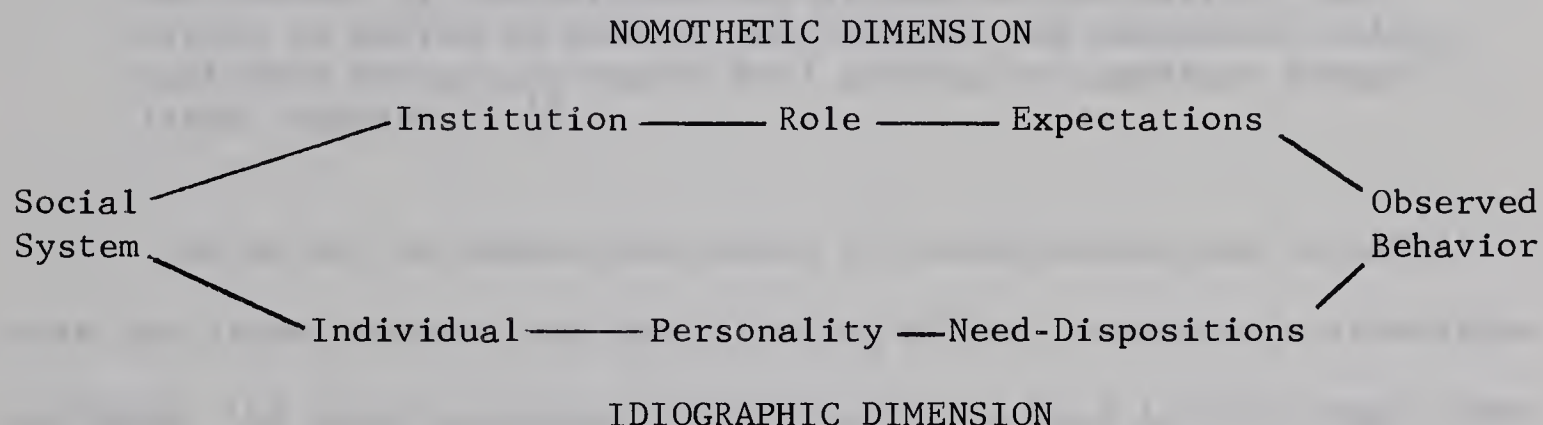 NOMOTHETIC DIMENSION
Institution Role Expectations
Social Observed
System Behavior
Individual Personality Need-Dispositions
IDIOGRAPHIC DIMENSION